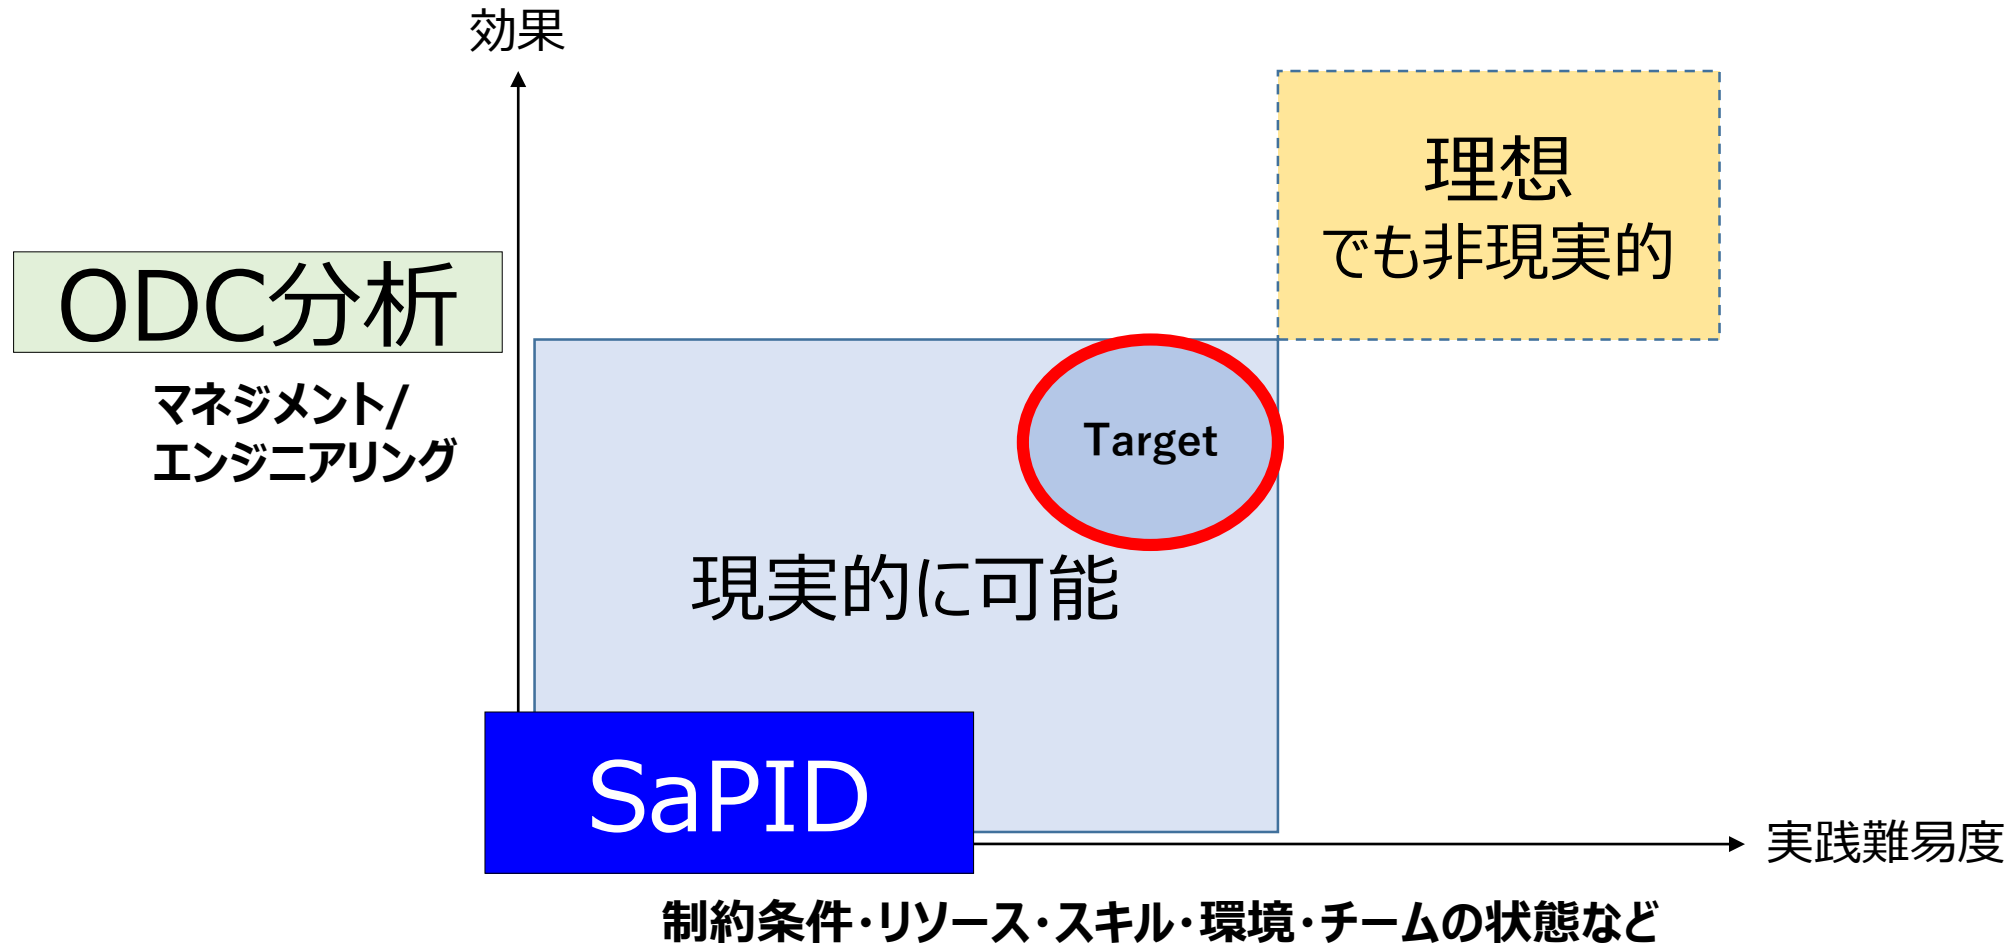 効果
理想
でも非現実的
ODC分析
マネジメント/
エンジニアリング
Target
現実的に可能
SaPID
実践難易度
制約条件・リソース・スキル・環境・チームの状態など